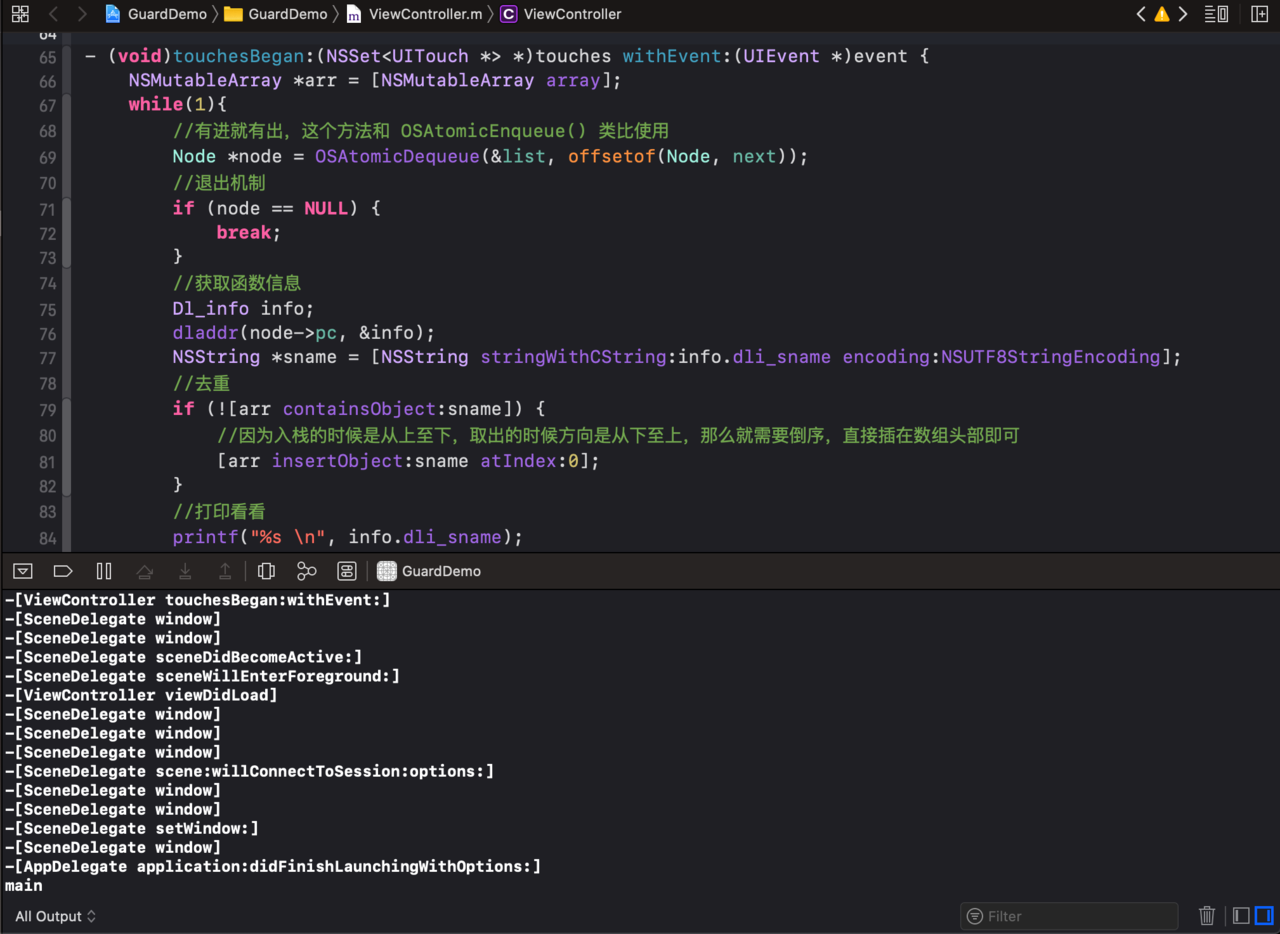 GuardDemo 〉 GuardDemo 〉 m ViewController.m 〉 C ViewController
64
65 - (void)touchesBegan:(NSSet<UITouch *> *)touches withEvent:(UIEvent *)event {
66 NSMutableArray *arr = [NSMutableArray array];
67 while(1){
68 //有进就有出，这个方法和 OSAtomicEnqueue() 类比使用
69 Node *node = OSAtomicDequeue(&list, offsetof(Node, next));
70 //退出机制
71 if (node == NULL) {
72 break;
73 }
74 //获取函数信息
75 Dl_info info;
76 dladdr(node->pc, &info);
77 NSString *sname = [NSString stringWithCString:info.dli_sname encoding:NSUTF8StringEncoding];
78 //去重
79 if (![arr containsObject:sname]) {
80 //因为入栈的时候是从上至下，取出的时候方向是从下至上，那么就需要倒序，直接插在数组头部即可
81 [arr insertObject:sname atIndex:0];
82 }
83 //打印看看
84 printf("%s \n", info.dli_sname);
GuardDemo
-[ViewController touchesBegan:withEvent:]
-[SceneDelegate window]
-[SceneDelegate window]
-[SceneDelegate sceneDidBecomeActive:]
-[SceneDelegate sceneWillEnterForeground:]
-[ViewController viewDidLoad]
-[SceneDelegate window]
-[SceneDelegate window]
-[SceneDelegate window]
-[SceneDelegate scene:willConnectToSession:options:]
-[SceneDelegate window]
-[SceneDelegate window]
-[SceneDelegate setWindow:]
-[SceneDelegate window]
-[AppDelegate application:didFinishLaunchingWithOptions:]
main
All Output
Filter